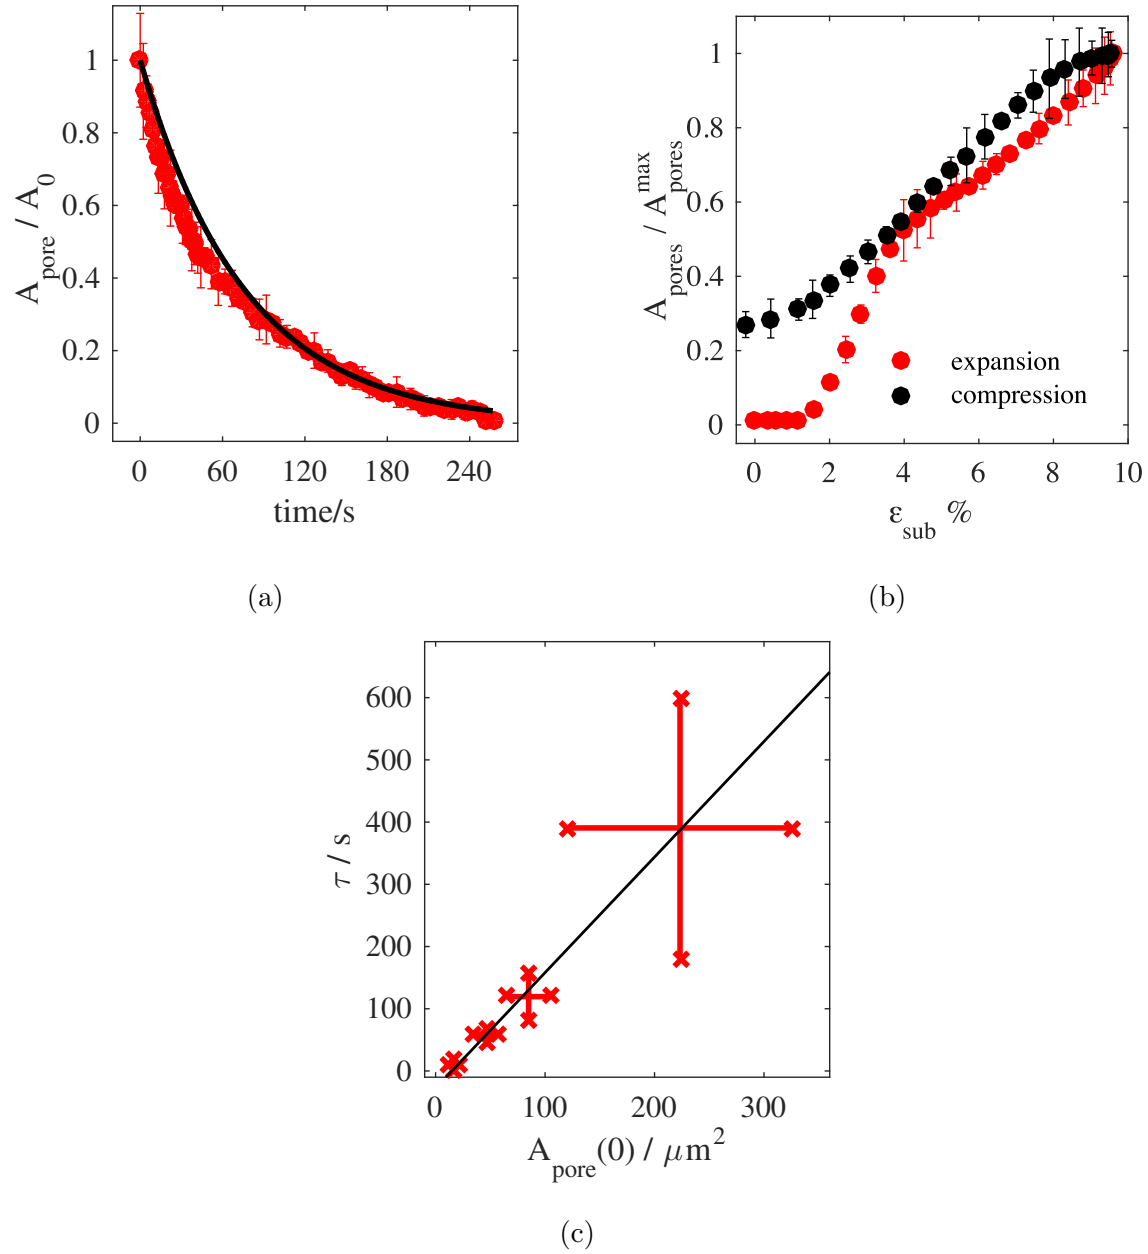 1
0.8
0.6
0.4
0.2
0
A_pore / A_0
0 60 120 180 240
time/s
(a)
1
0.8
0.6
0.4
0.2
0
A_pores / A_pores^max
expansion
compression
0 2 4 6 8 10
ε_sub %
(b)
600
500
400
300
200
100
0
τ / s
0 100 200 300
A_pore(0) / μm²
(c)